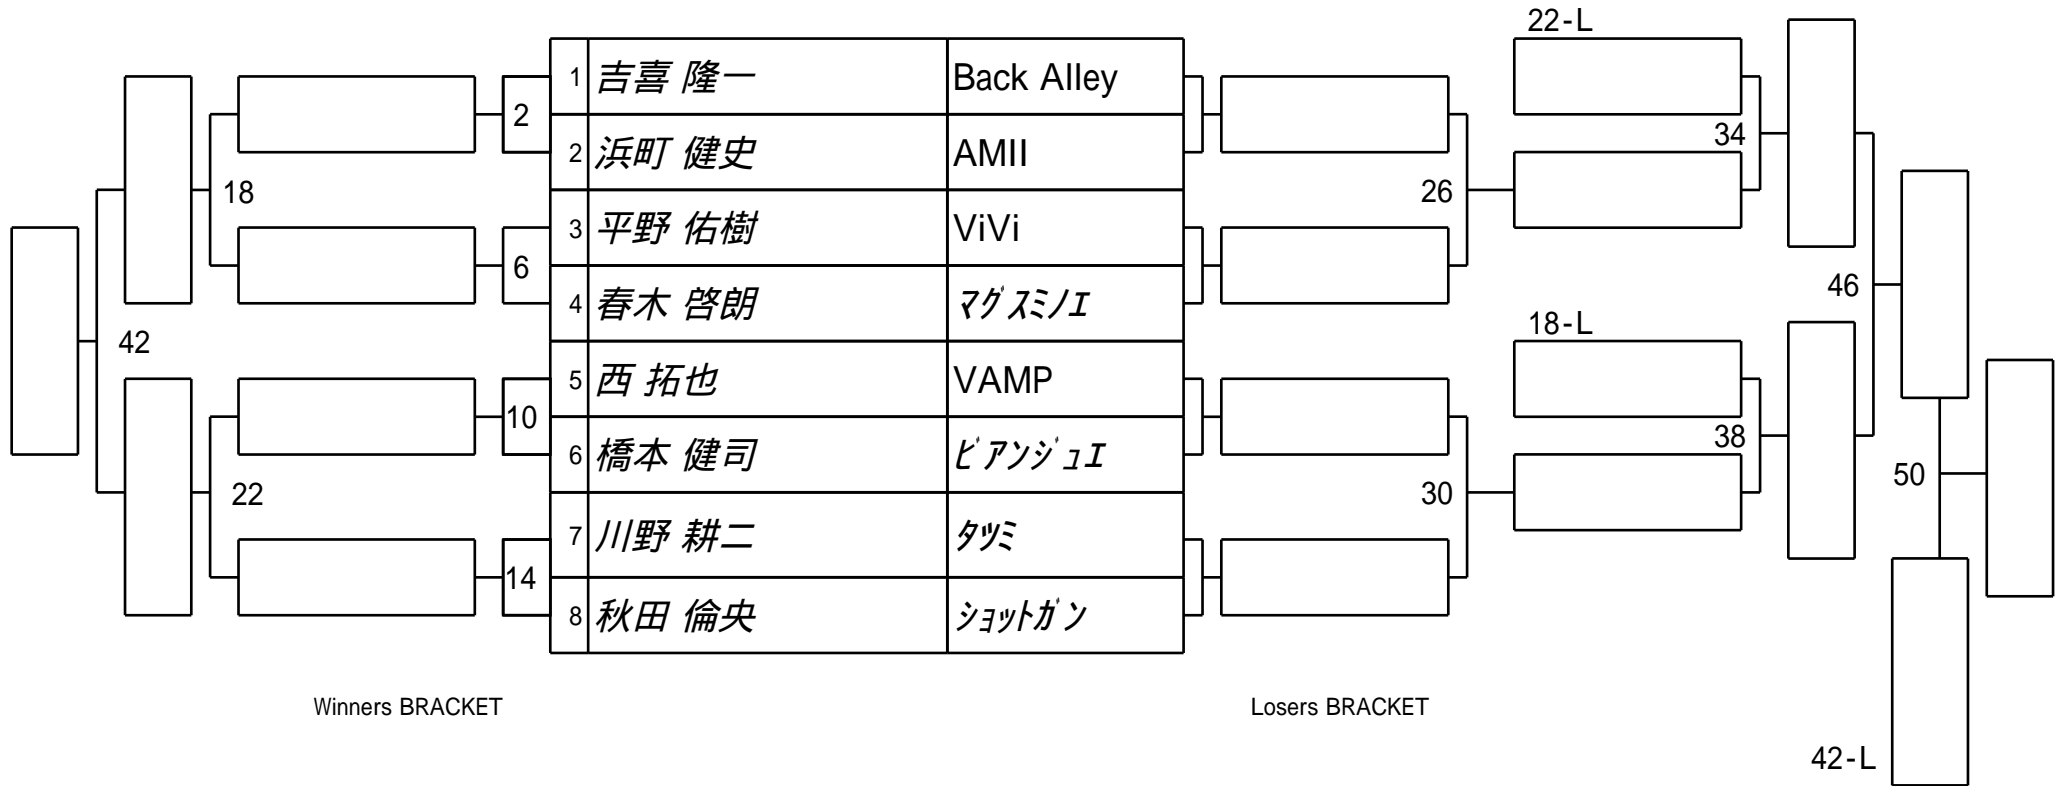 22-L
1 吉喜 隆一 Back Alley
2
2 浜町 健史 AMII
34
18
26
3 平野 佑樹 ViVi
6
4 春木 啓朗 ﾏｸﾞｽﾐﾉｴ
46
18-L
42
5 西 拓也 VAMP
10
38
6 橋本 健司 ﾋﾞｱﾝｼﾞｭｴ
50
22
30
7 川野 耕二 ﾀﾂﾐ
14
8 秋田 倫央 ｼｮｯﾄｶﾞﾝ
Winners BRACKET
Losers BRACKET
42-L